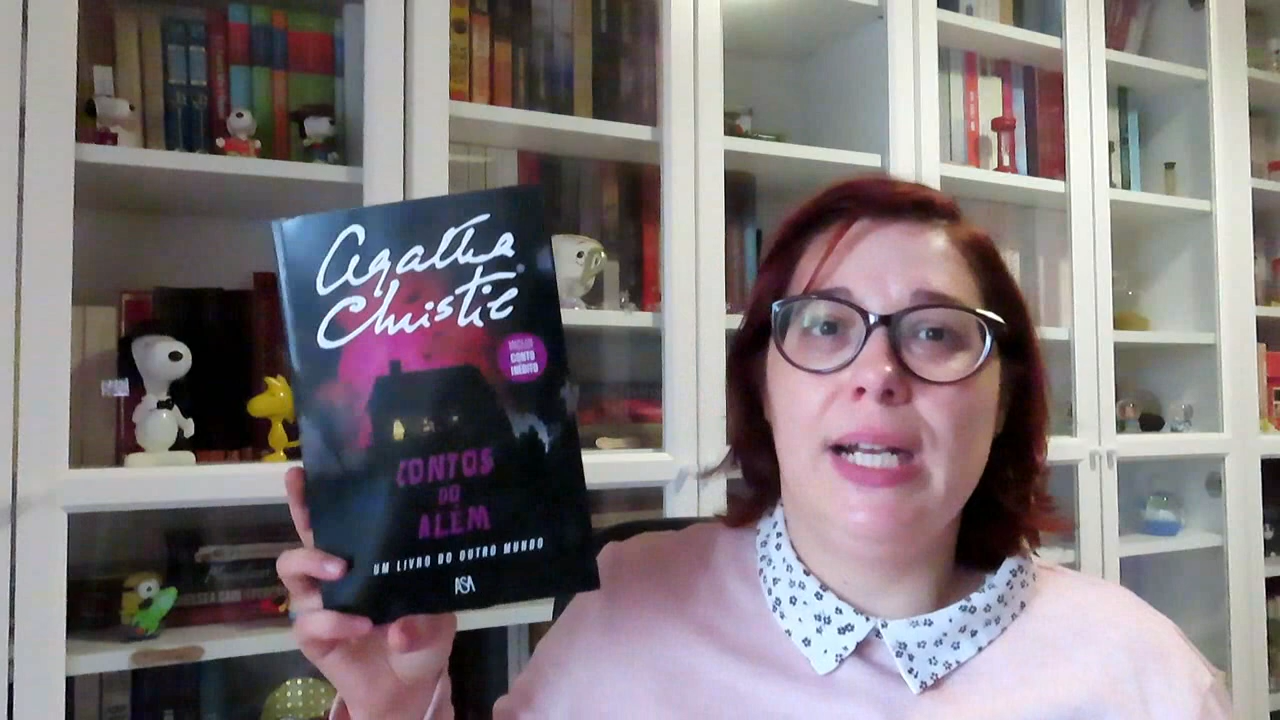 Agatha
Christie
INCLUI
CONTO
INÉDITO
CONTOS
DO
ALÉM
UM LIVRO DO OUTRO MUNDO
ASA